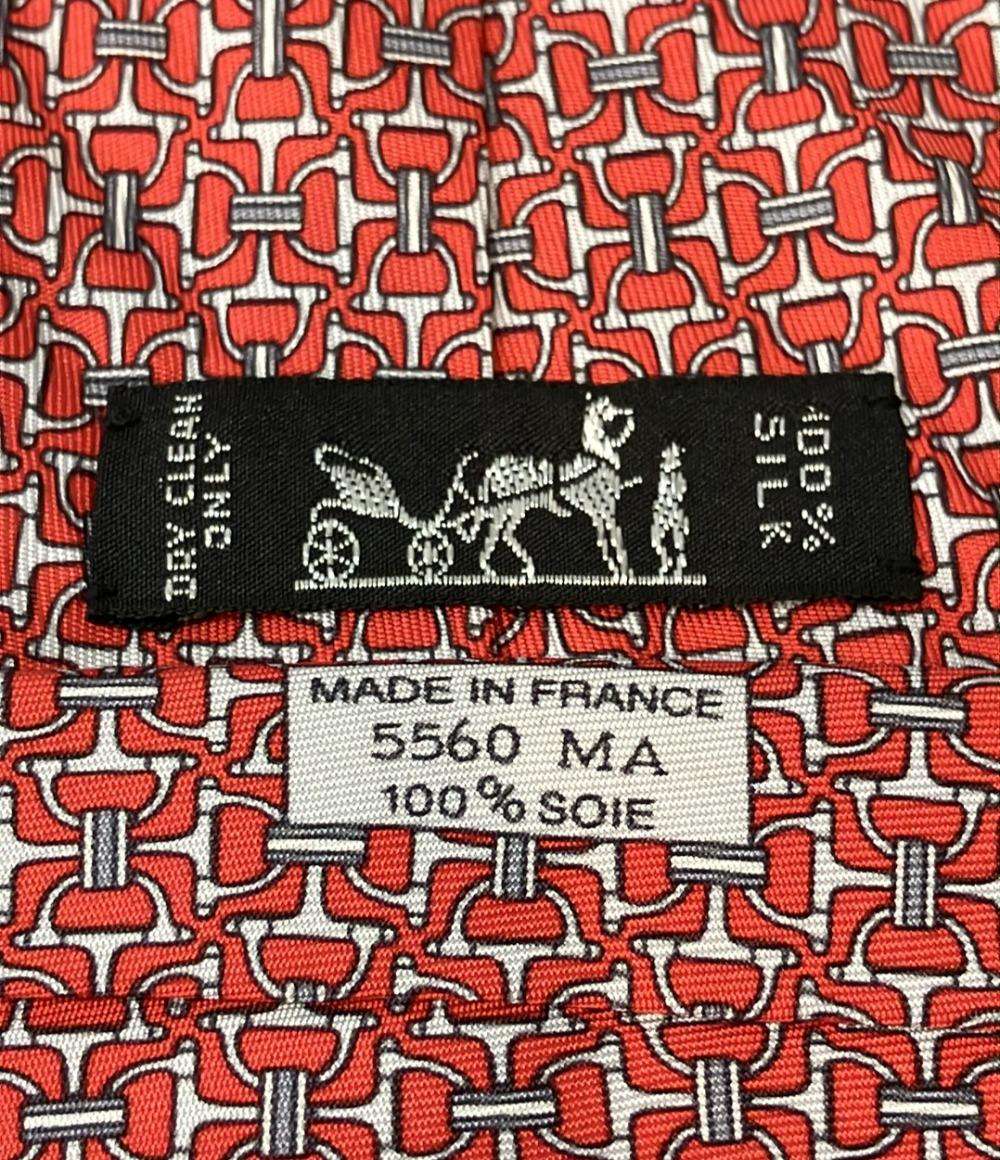 DRY CLEAN
ONLY
100%
SILK
MADE IN FRANCE
5560 MA
100% SOIE